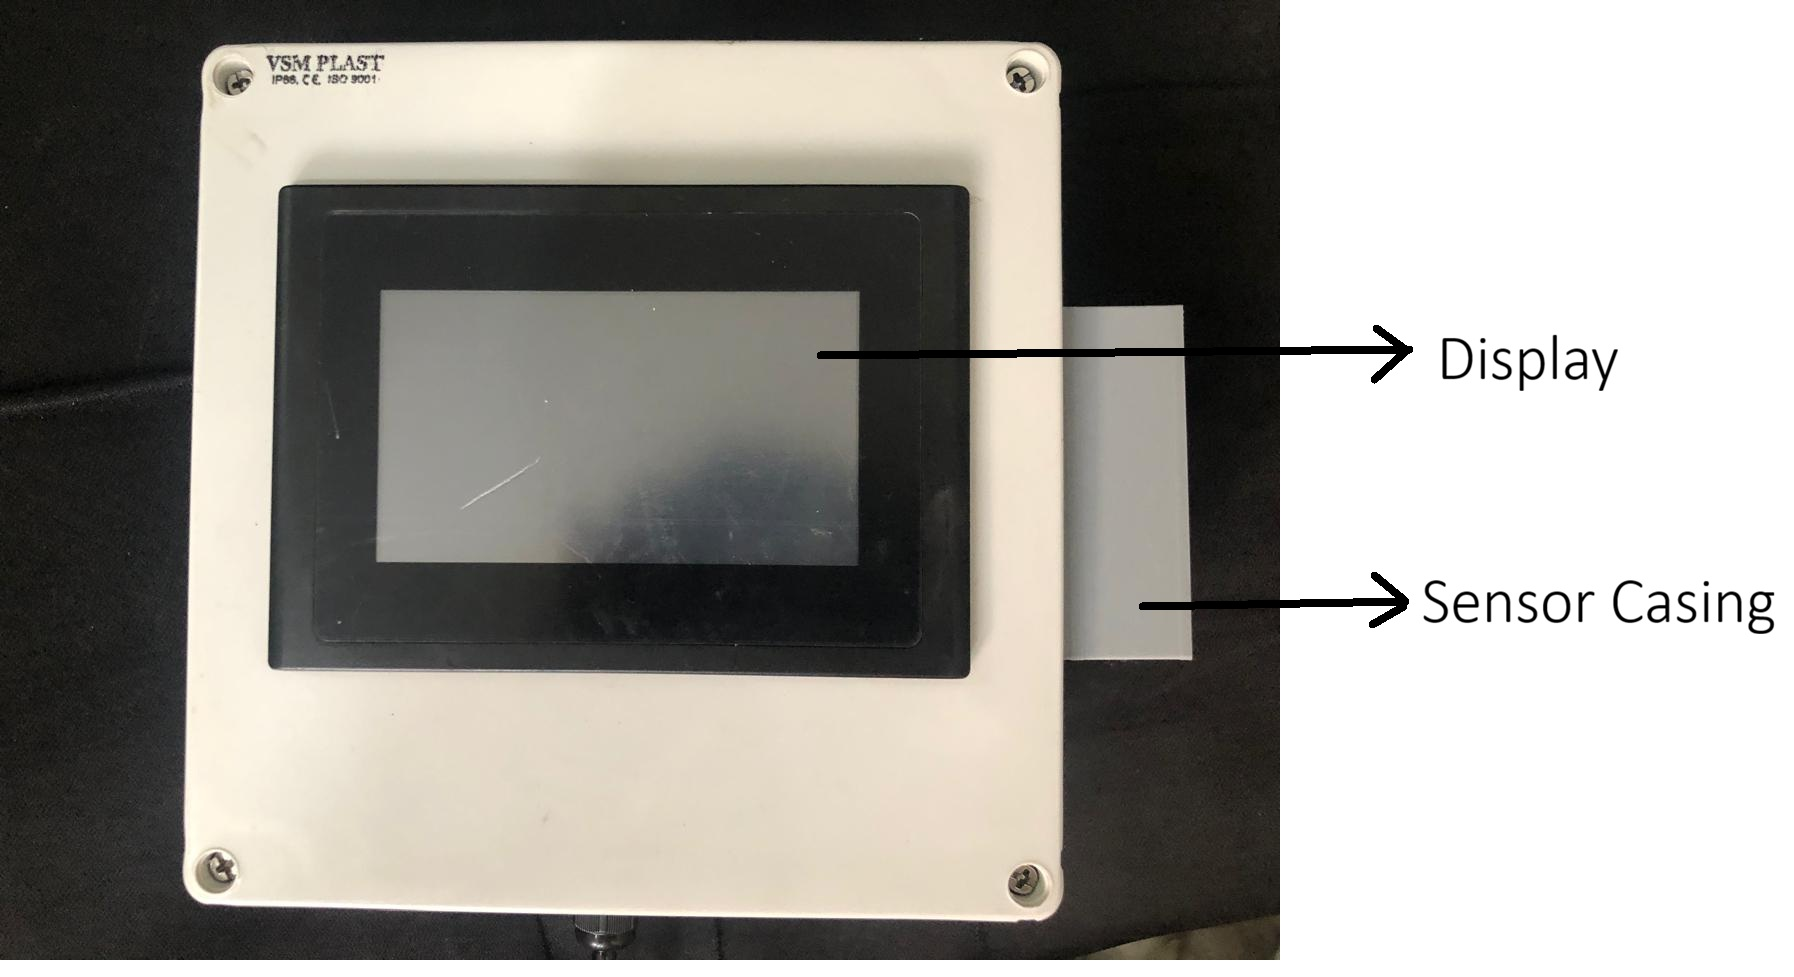 VSM PLAST
IP66, CE, ISO 9001
Display
Sensor Casing